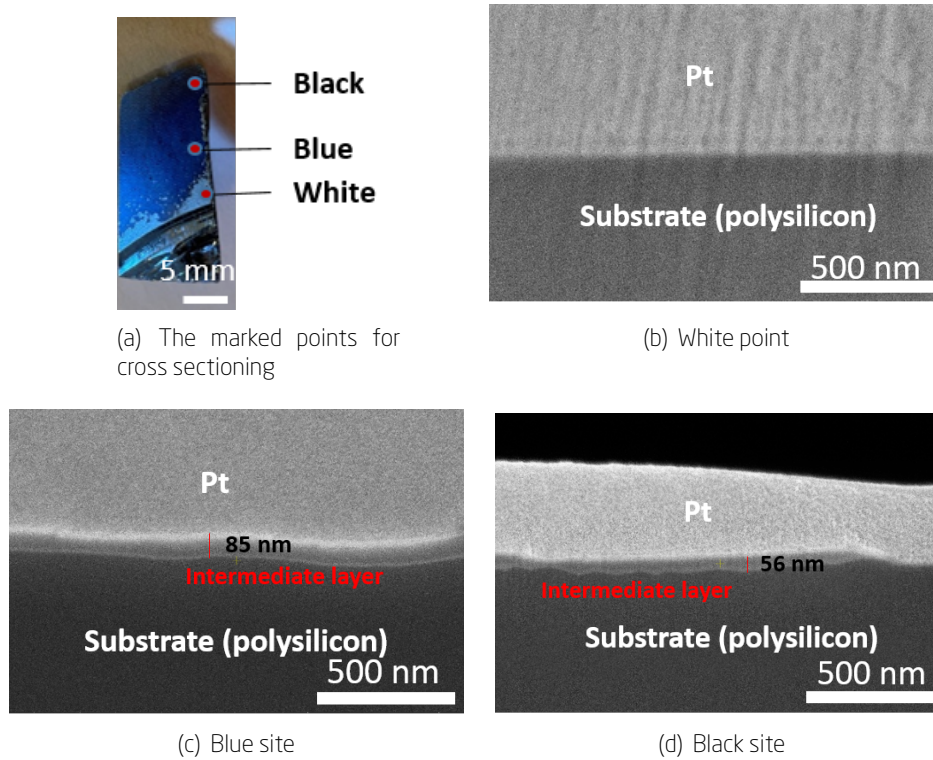 Black
Blue
White
5 mm
(a) The marked points for
cross sectioning
Pt
Substrate (polysilicon)
500 nm
(b) White point
Pt
85 nm
Intermediate layer
Substrate (polysilicon)
500 nm
(c) Blue site
Pt
56 nm
Intermediate layer
Substrate (polysilicon)
500 nm
(d) Black site